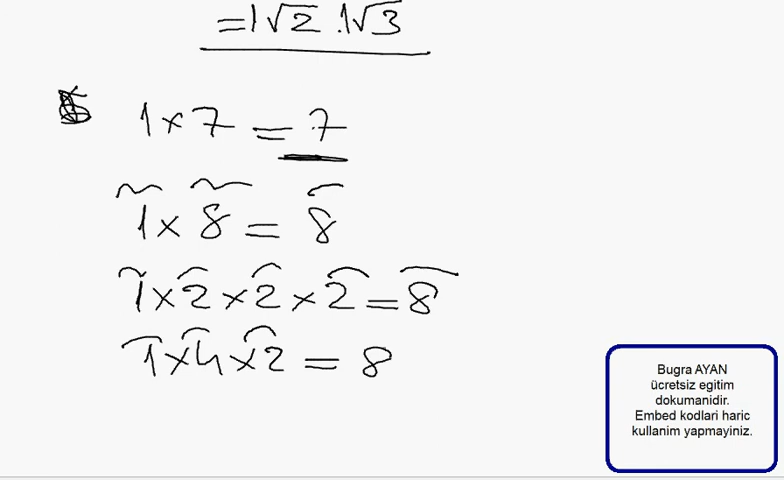 =1√2 .1√3
1×7=7
1×8=8
1×2×2×2=8
1×4×2=8
Bugra AYAN
ücretsiz egitim
dokumanidir.
Embed kodlari haric
kullanim yapmayiniz.